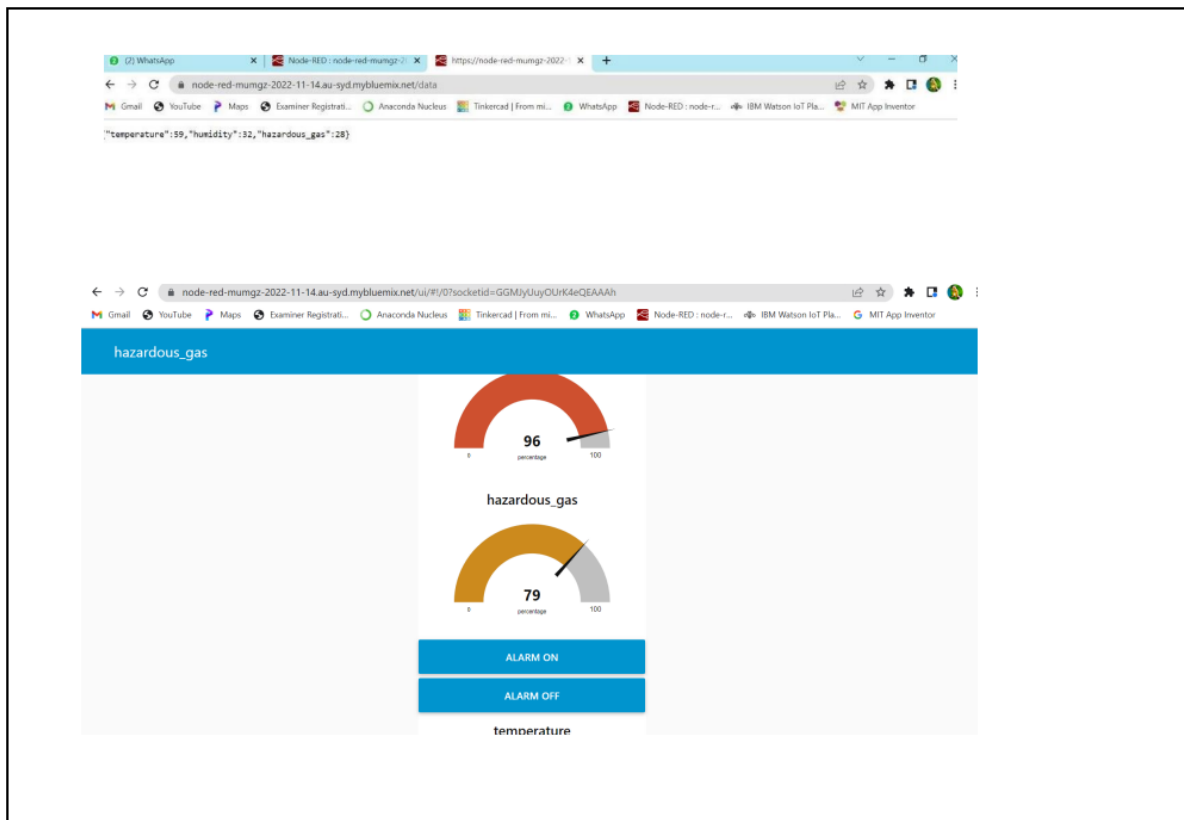 (2) WhatsApp Node-RED : node-red-mumgz-2( https://node-red-mumgz-2022-1
node-red-mumgz-2022-11-14.au-syd.mybluemix.net/data
Gmail YouTube Maps Examiner Registrati... Anaconda Nucleus Tinkercad | From mi... WhatsApp Node-RED : node-r... IBM Watson IoT Pla... MIT App Inventor
"temperature":59,"humidity":32,"hazardous_gas":28}
node-red-mumgz-2022-11-14.au-syd.mybluemix.net/ui/#!/0?socketid=GGMJyUuyOUrK4eQEAAAh
Gmail YouTube Maps Examiner Registrati... Anaconda Nucleus Tinkercad | From mi... WhatsApp Node-RED : node-r... IBM Watson IoT Pla... MIT App Inventor
hazardous_gas
96
0 percentage 100
hazardous_gas
79
0 percentage 100
ALARM ON
ALARM OFF
temperature